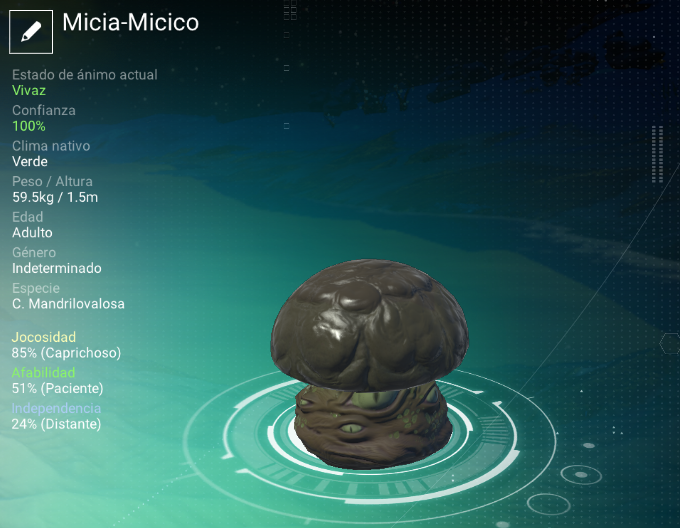 Micia-Micico
Estado de ánimo actual
Vivaz
Confianza
100%
Clima nativo
Verde
Peso / Altura
59.5kg / 1.5m
Edad
Adulto
Género
Indeterminado
Especie
C. Mandrilovalosa
Jocosidad
85% (Caprichoso)
Afabilidad
51% (Paciente)
Independencia
24% (Distante)